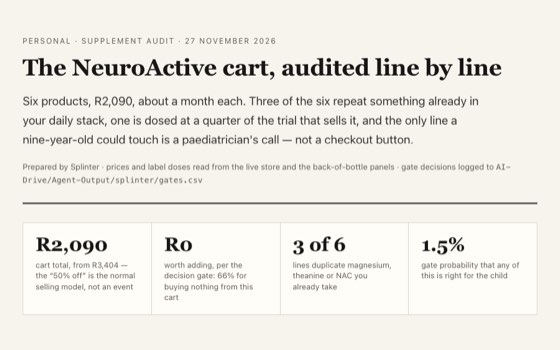 PERSONAL · SUPPLEMENT AUDIT · 27 NOVEMBER 2026
The NeuroActive cart, audited line by line
Six products, R2,090, about a month each. Three of the six repeat something already in
your daily stack, one is dosed at a quarter of the trial that sells it, and the only line a
nine-year-old could touch is a paediatrician's call — not a checkout button.
Prepared by Splinter · prices and label doses read from the live store and the back-of-bottle panels · gate decisions logged to AI-
Drive/Agent-Output/splinter/gates.csv
R2,090
cart total, from R3,404 —
the "50% off" is the normal
selling model, not an event
R0
worth adding, per the
decision gate: 66% for
buying nothing from this
cart
3 of 6
lines duplicate magnesium,
theanine or NAC you
already take
1.5%
gate probability that any of
this is right for the child